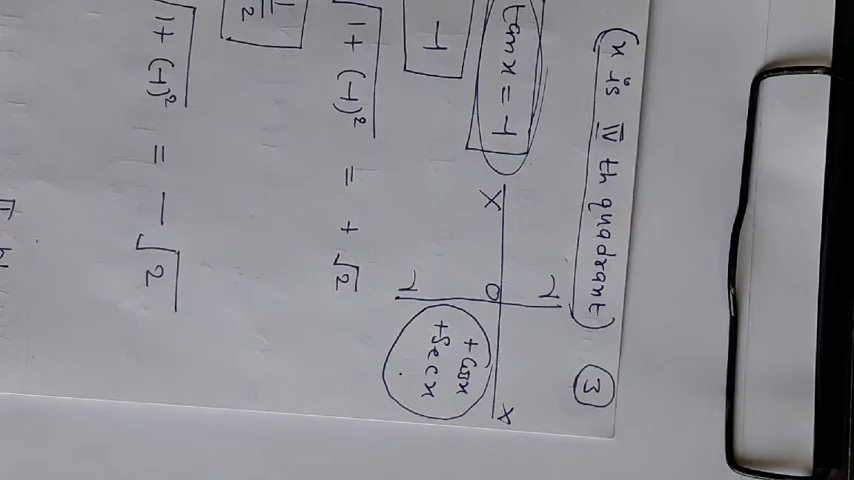 (x is IV th quadrant) 3
tan x = -1
Y
X O X
+ Cos x
+ Sec x
Y
-1
√1 + (-1)² = + √2
2
√1 + (-1)² = - √2